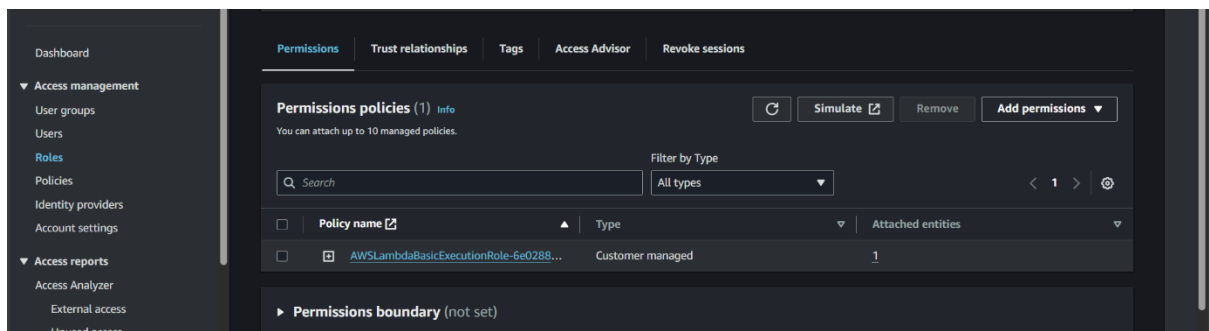 Dashboard
Access management
User groups
Users
Roles
Policies
Identity providers
Account settings
Access reports
Access Analyzer
External access
Unused access
Permissions Trust relationships Tags Access Advisor Revoke sessions
Permissions policies (1) Info
You can attach up to 10 managed policies.
Simulate Remove Add permissions
Filter by Type
Search All types
1
Policy name Type Attached entities
AWSLambdaBasicExecutionRole-6e0288... Customer managed 1
Permissions boundary (not set)